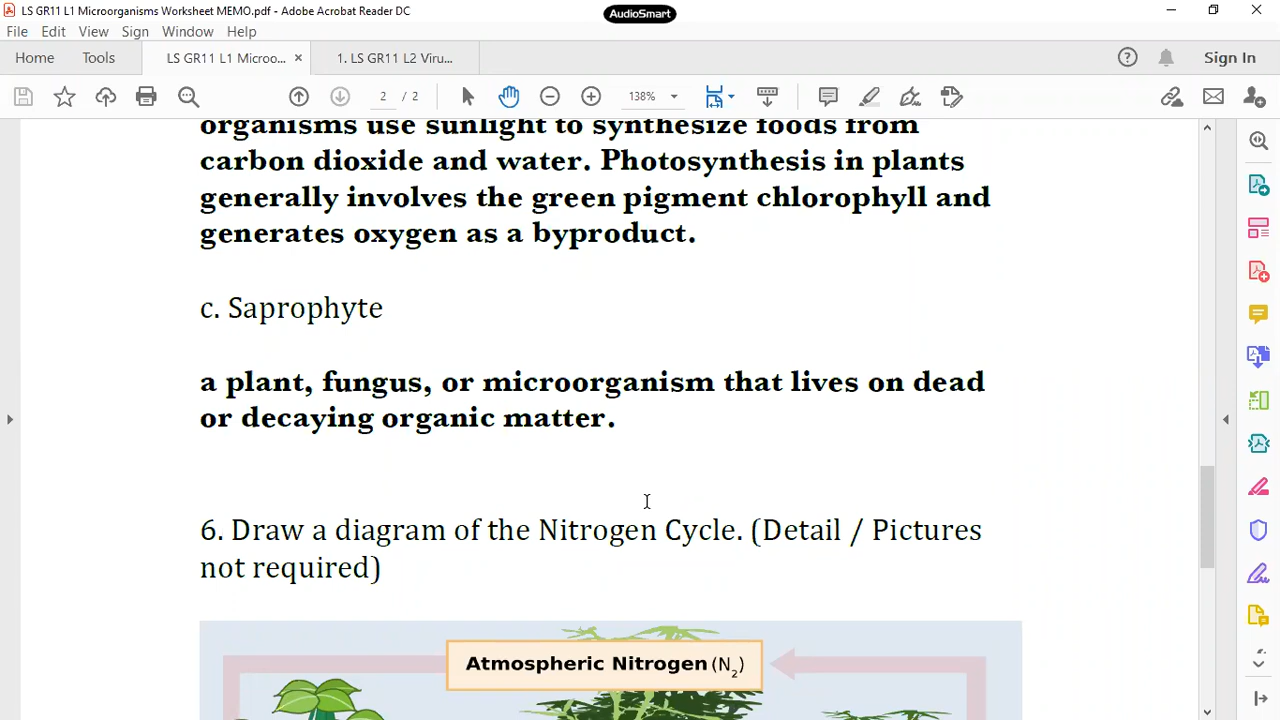 LS GR11 L1 Microorganisms Worksheet MEMO.pdf - Adobe Acrobat Reader DC
AudioSmart
File Edit View Sign Window Help
Home Tools LS GR11 L1 Microo... × 1. LS GR11 L2 Viru... Sign In
2 / 2 138%
organisms use sunlight to synthesize foods from
carbon dioxide and water. Photosynthesis in plants
generally involves the green pigment chlorophyll and
generates oxygen as a byproduct.
c. Saprophyte
a plant, fungus, or microorganism that lives on dead
or decaying organic matter.
6. Draw a diagram of the Nitrogen Cycle. (Detail / Pictures
not required)
Atmospheric Nitrogen (N2)